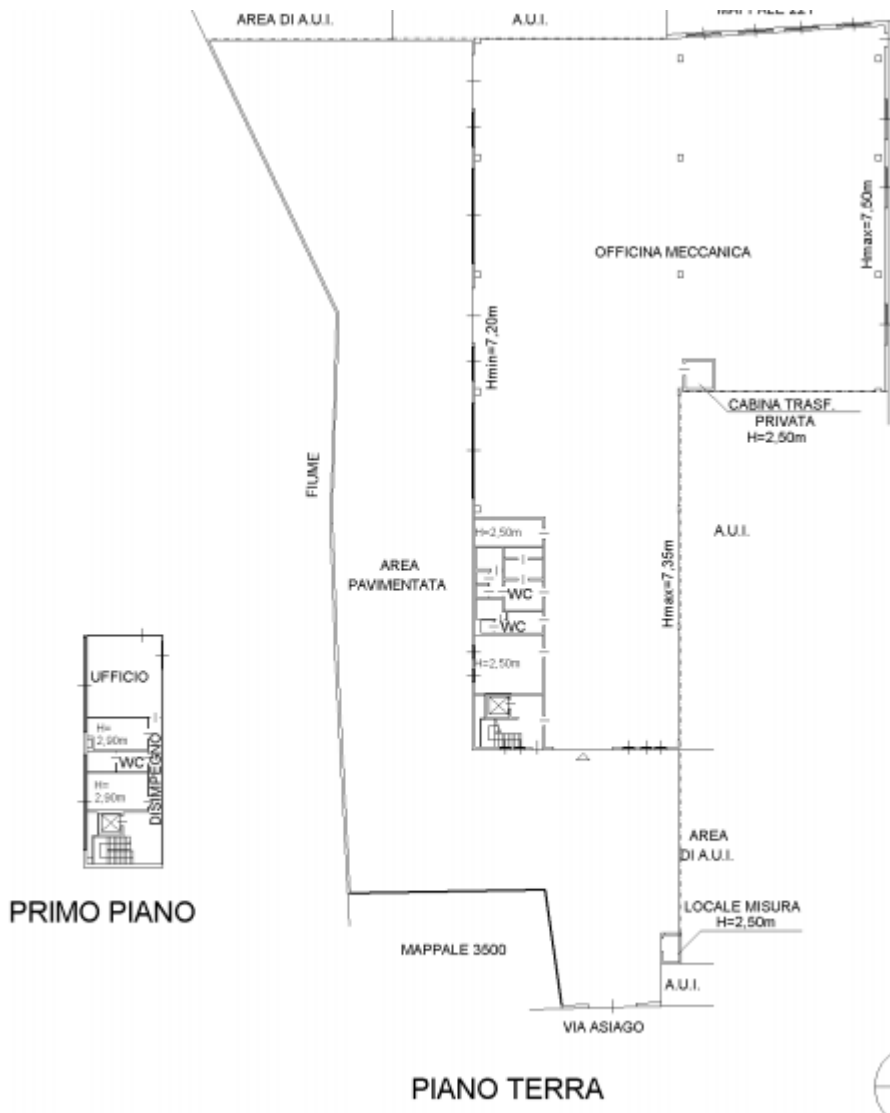 AREA DI A.U.I.
A.U.I.
MAPPALE 221
Hmax=7,50m
OFFICINA MECCANICA
Hmin=7,20m
CABINA TRASF.
PRIVATA
H=2,50m
FIUME
A.U.I.
H=2,50m
AREA
PAVIMENTATA
Hmax=7,35m
WC
WC
H=2,50m
UFFICIO
H=
2,90m
WC
H=
2,90m
DISIMPEGNO
AREA
DI A.U.I.
PRIMO PIANO
LOCALE MISURA
H=2,50m
MAPPALE 3500
A.U.I.
VIA ASIAGO
PIANO TERRA